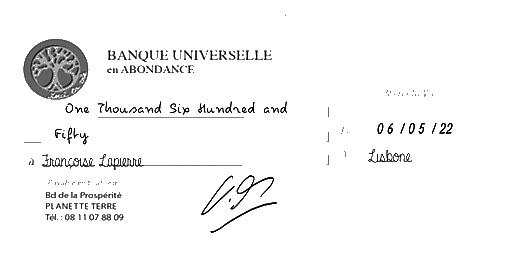 BANQUE UNIVERSELLE
en ABONDANCE
One Thousand Six Hundred and
Fifty
à Françoise Lapierre
06/05/22
Lisbone
Bd de la Prospérité
PLANETTE TERRE
Tél. : 08 11 07 88 09